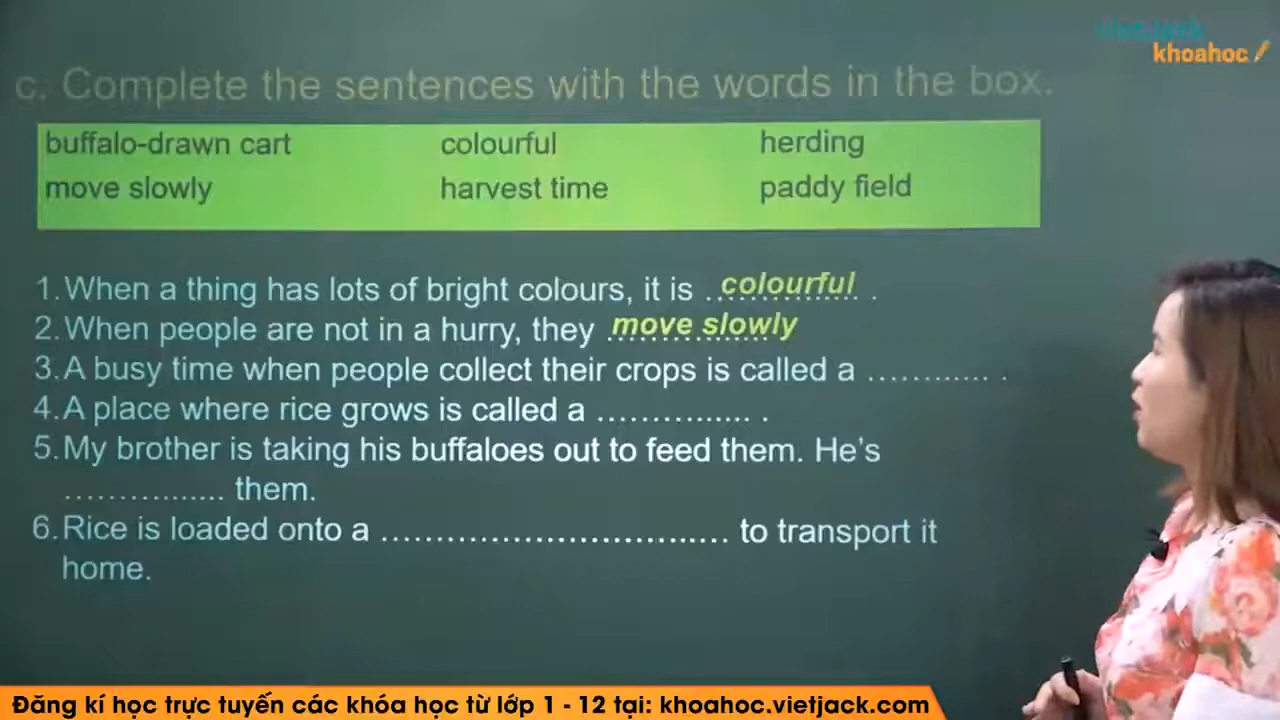 vietjack
khoahoc
c. Complete the sentences with the words in the box.
buffalo-drawn cart colourful herding
move slowly harvest time paddy field
1. When a thing has lots of bright colours, it is ..colourful.. .
2. When people are not in a hurry, they move slowly
3. A busy time when people collect their crops is called a ............ .
4. A place where rice grows is called a ............... .
5. My brother is taking his buffaloes out to feed them. He's
................ them.
6. Rice is loaded onto a ................................ to transport it
home.
Đăng kí học trực tuyến các khóa học từ lớp 1 - 12 tại: khoahoc.vietjack.com